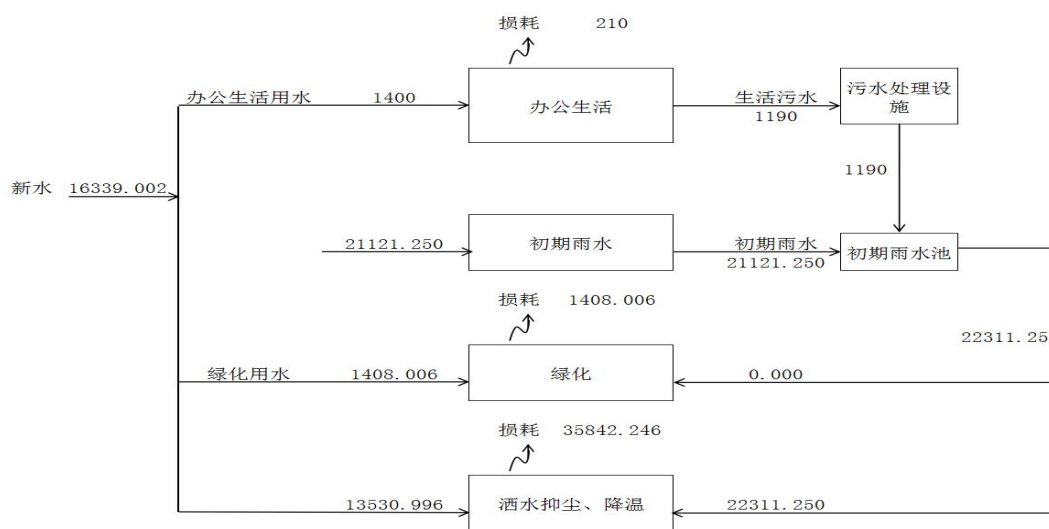 损耗 210
办公生活用水 1400
办公生活
生活污水
1190
污水处理设
施
1190
新水 16339.002
21121.250
初期雨水
初期雨水
21121.250
初期雨水池
损耗 1408.006
22311.25
绿化用水 1408.006
绿化
0.000
损耗 35842.246
13530.996
洒水抑尘、降温
22311.250